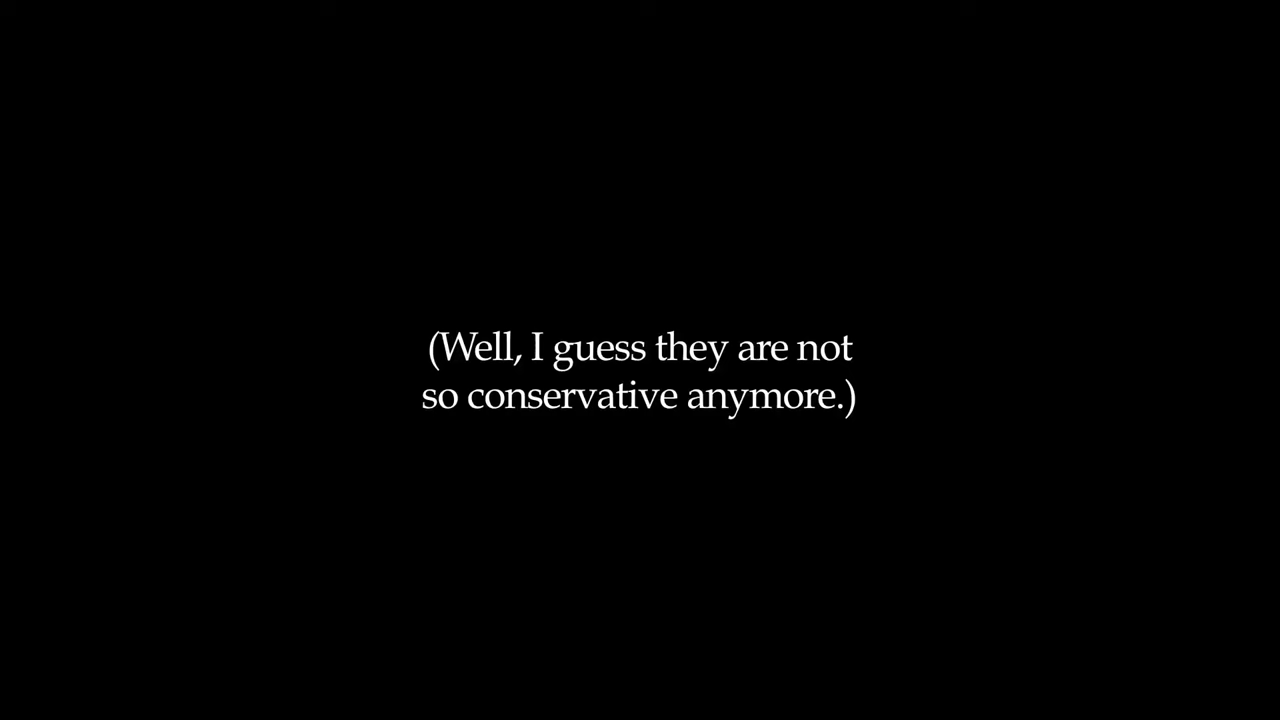 (Well, I guess they are not
so conservative anymore.)